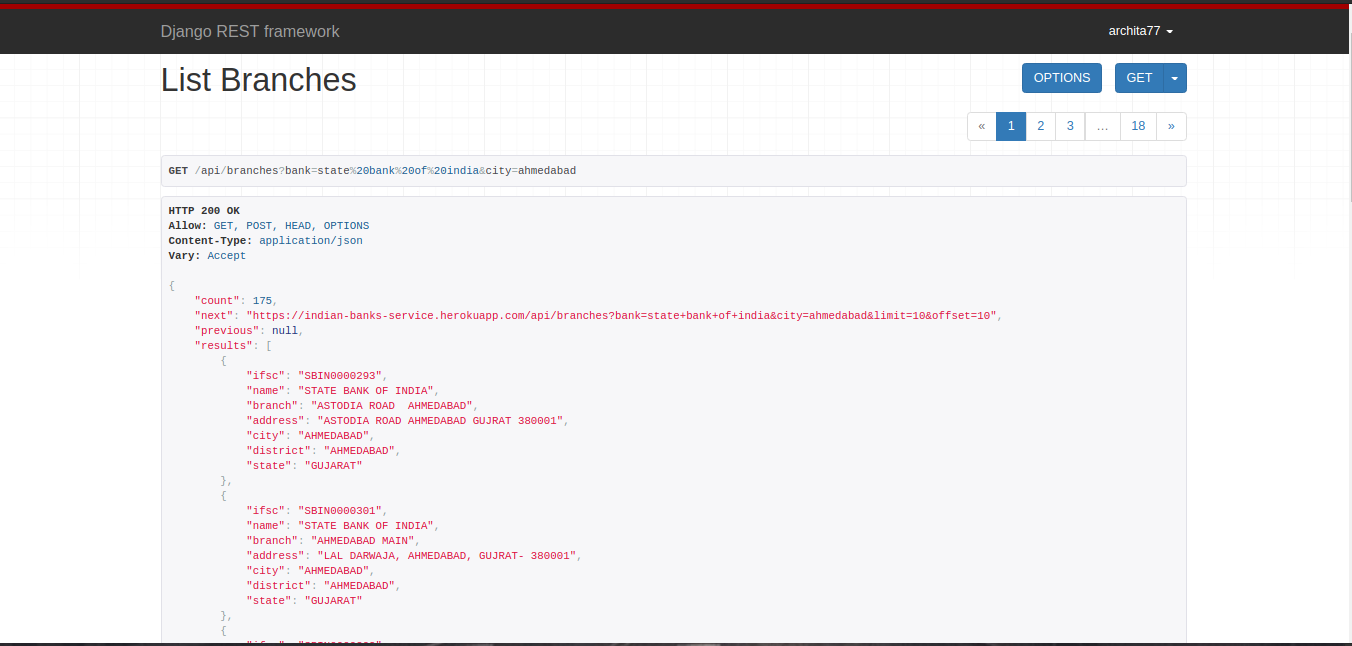 Django REST framework
archita77
List Branches
OPTIONS
GET
« 1 2 3 … 18 »
GET /api/branches?bank=state%20bank%20of%20india&city=ahmedabad
HTTP 200 OK
Allow: GET, POST, HEAD, OPTIONS
Content-Type: application/json
Vary: Accept
{
"count": 175,
"next": "https://indian-banks-service.herokuapp.com/api/branches?bank=state+bank+of+india&city=ahmedabad&limit=10&offset=10",
"previous": null,
"results": [
{
"ifsc": "SBIN0000293",
"name": "STATE BANK OF INDIA",
"branch": "ASTODIA ROAD  AHMEDABAD",
"address": "ASTODIA ROAD AHMEDABAD GUJRAT 380001",
"city": "AHMEDABAD",
"district": "AHMEDABAD",
"state": "GUJARAT"
},
{
"ifsc": "SBIN0000301",
"name": "STATE BANK OF INDIA",
"branch": "AHMEDABAD MAIN",
"address": "LAL DARWAJA, AHMEDABAD, GUJRAT- 380001",
"city": "AHMEDABAD",
"district": "AHMEDABAD",
"state": "GUJARAT"
},
{